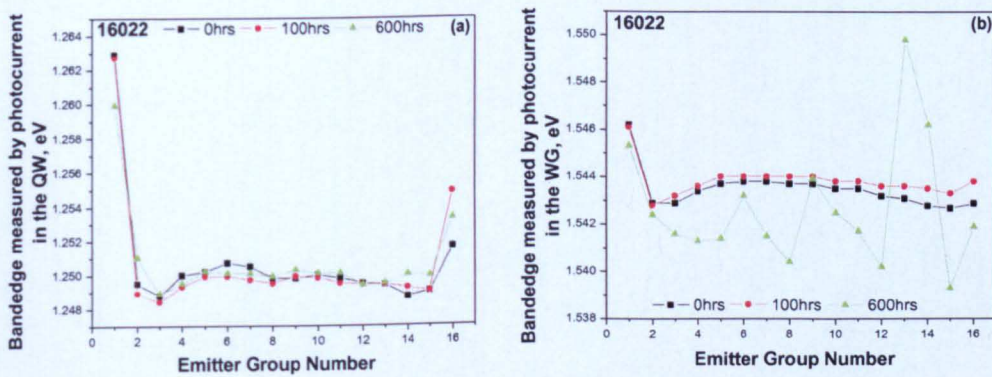 16022
0hrs
100hrs
600hrs
(a)
Bandedge measured by photocurrent
in the QW, eV
1.264
1.262
1.260
1.258
1.256
1.254
1.252
1.250
1.248
0 2 4 6 8 10 12 14 16
Emitter Group Number
16022
(b)
Bandedge measured by photocurrent
in the WG, eV
1.550
1.548
1.546
1.544
1.542
1.540
1.538
0hrs
100hrs
600hrs
0 2 4 6 8 10 12 14 16
Emitter Group Number